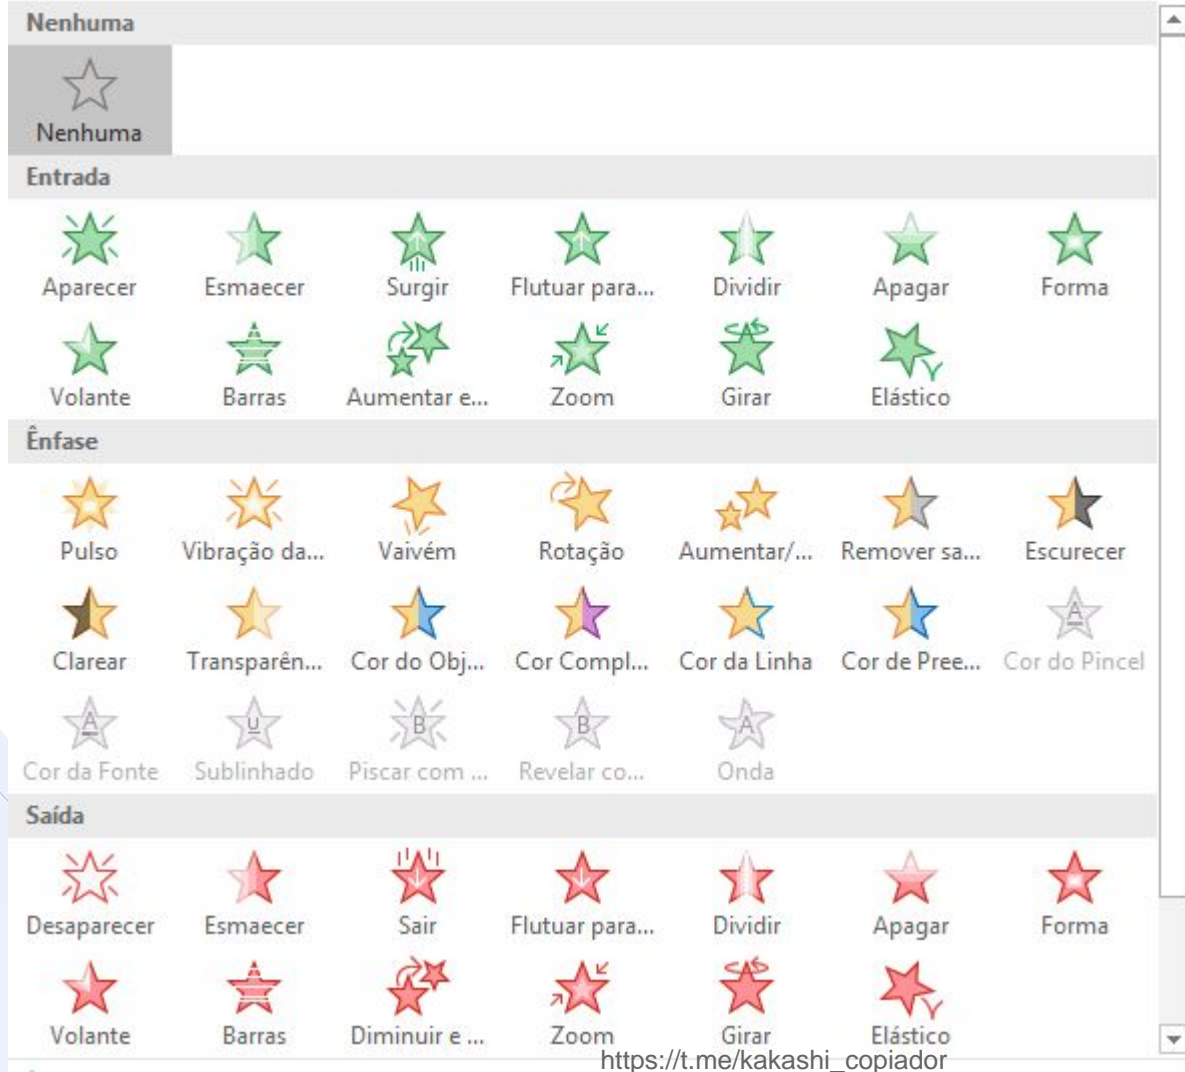 Nenhuma
Nenhuma
Entrada
Aparecer Esmaecer Surgir Flutuar para... Dividir Apagar Forma
Volante Barras Aumentar e... Zoom Girar Elástico
Ênfase
Pulso Vibração da... Vaivém Rotação Aumentar/... Remover sa... Escurecer
Clarear Transparên... Cor do Obj... Cor Compl... Cor da Linha Cor de Pree... Cor do Pincel
Cor da Fonte Sublinhado Piscar com ... Revelar co... Onda
Saída
Desaparecer Esmaecer Sair Flutuar para... Dividir Apagar Forma
Volante Barras Diminuir e ... Zoom Girar Elástico
https://t.me/kakashi_copiador